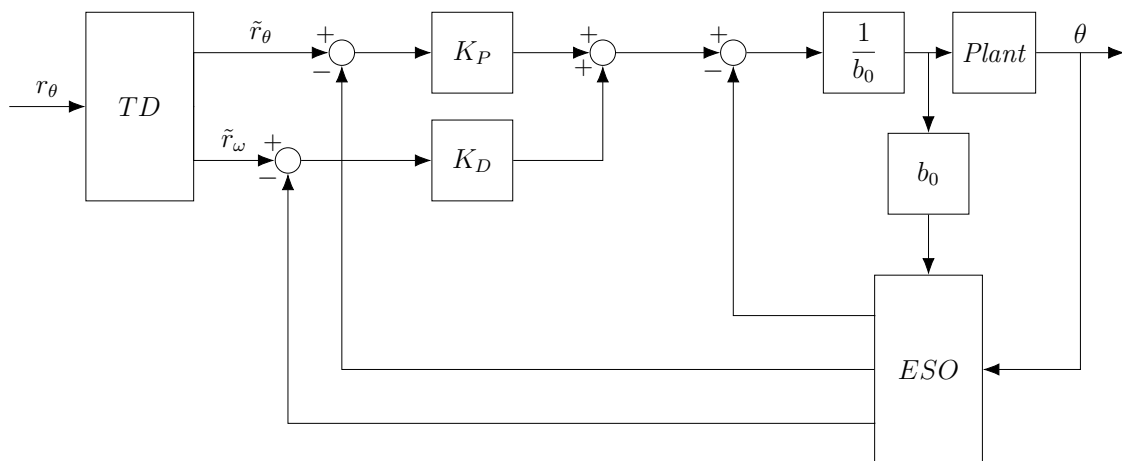 r_θ
TD
r̃_θ
+
−
K_P
+
+
+
−
1
b_0
Plant
θ
r̃_ω
+
−
K_D
b_0
ESO